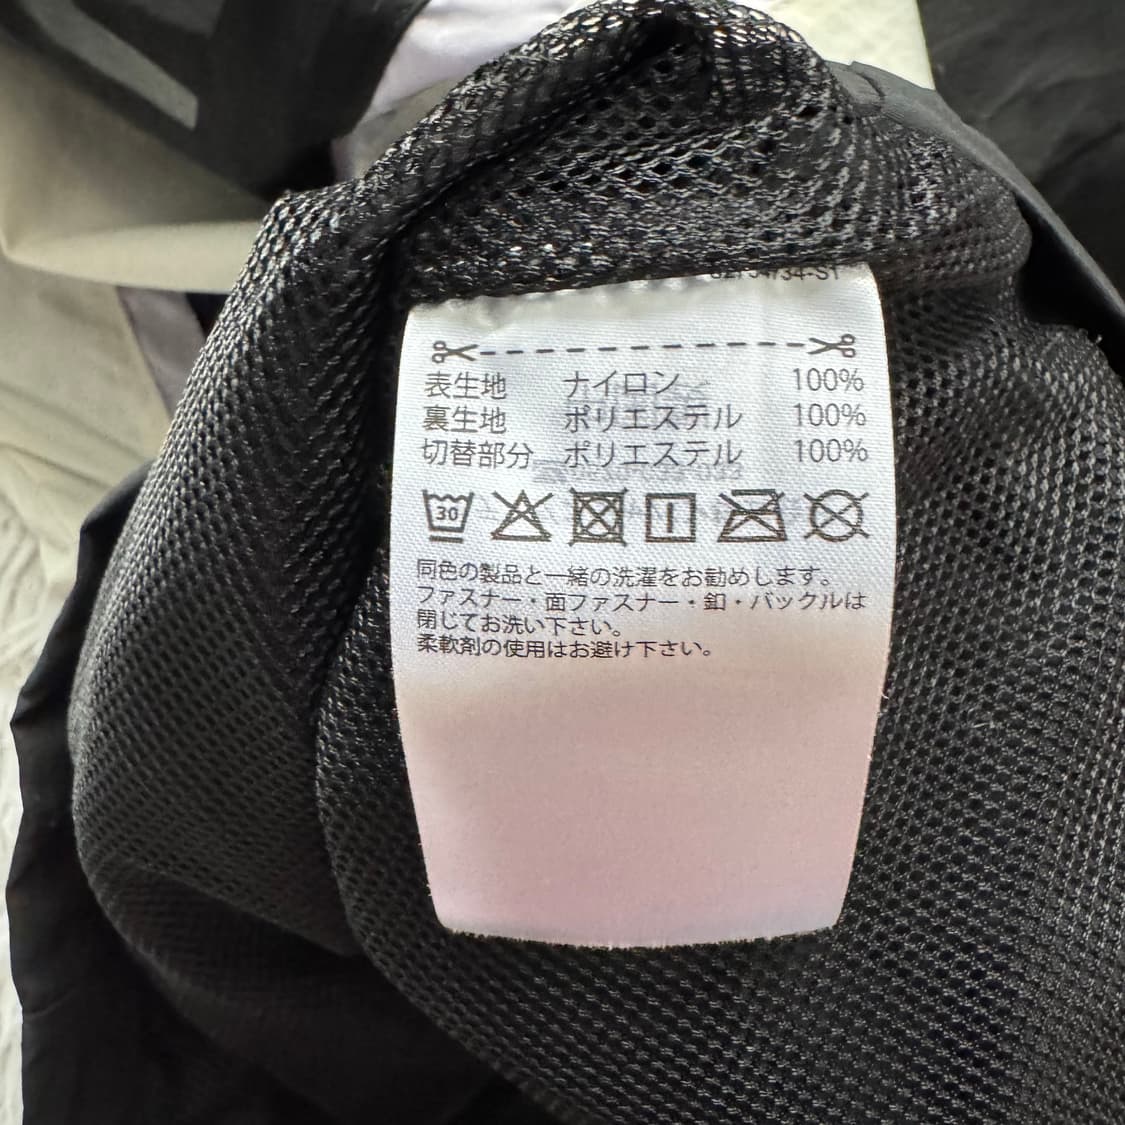 表生地 ナイロン 100%
裏生地 ポリエステル 100%
切替部分 ポリエステル 100%
30
同色の製品と一緒の洗濯をお勧めします。
ファスナー・面ファスナー・釦・バックルは
閉じてお洗い下さい。
柔軟剤の使用はお避け下さい。